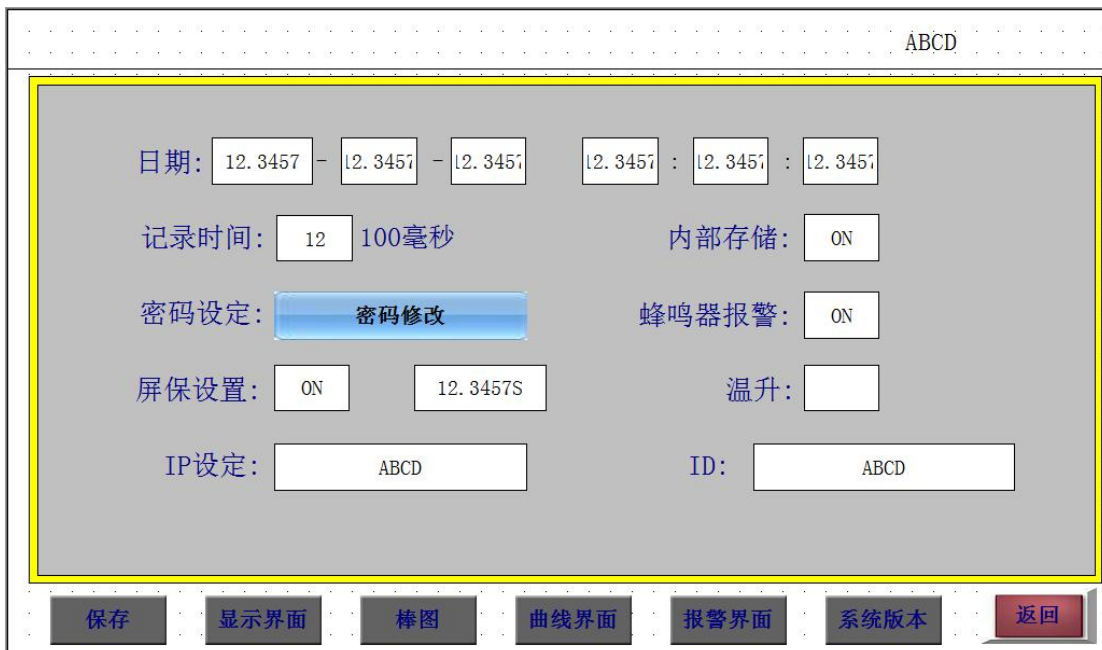 ABCD
日期: 12.3457 - 12.3457 - 12.3457 12.3457 : 12.3457 : 12.3457
记录时间: 12 100毫秒 内部存储: ON
密码设定: 密码修改 蜂鸣器报警: ON
屏保设置: ON 12.3457S 温升:
IP设定: ABCD ID: ABCD
保存 显示界面 棒图 曲线界面 报警界面 系统版本 返回